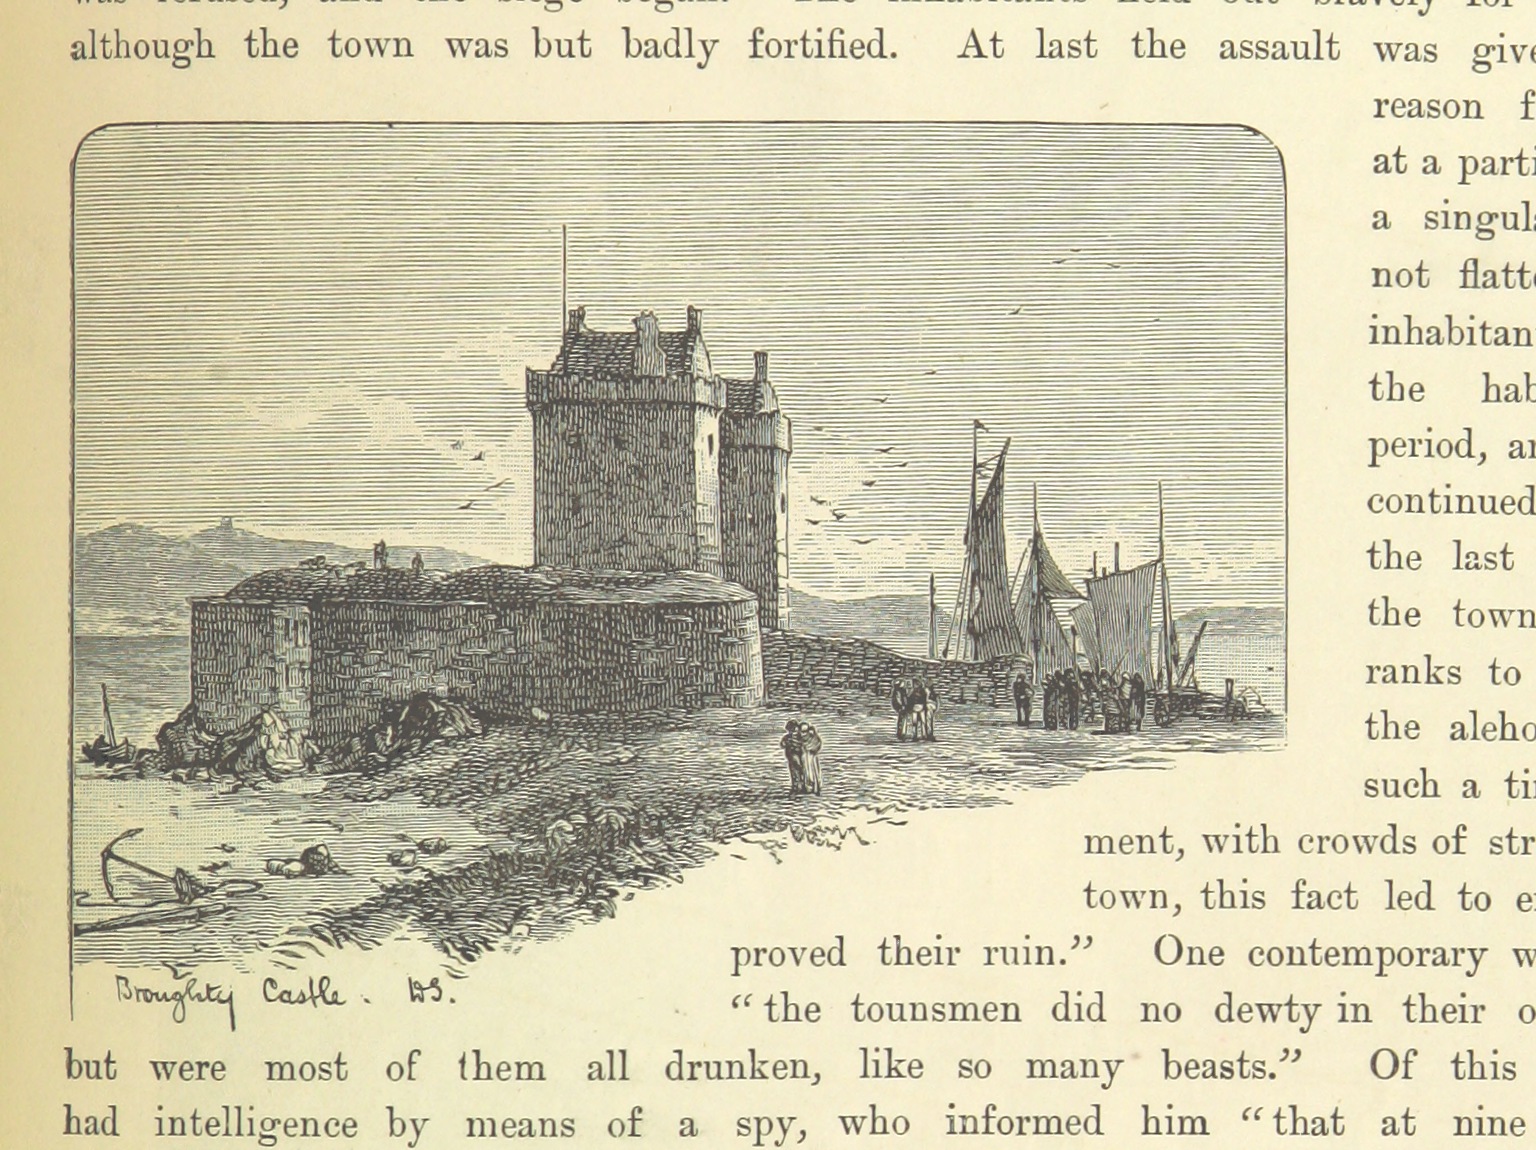 although the town was but badly fortified. At last the assault was give
reason f
at a parti
a singul
not flatt
inhabitan
the hab
period, a
continued
the last
the town
ranks to
the aleho
such a ti
ment, with crowds of str
town, this fact led to e
proved their ruin.” One contemporary w
“the tounsmen did no dewty in their o
but were most of them all drunken, like so many beasts.” Of this
had intelligence by means of a spy, who informed him “that at nine
Broughty Castle.